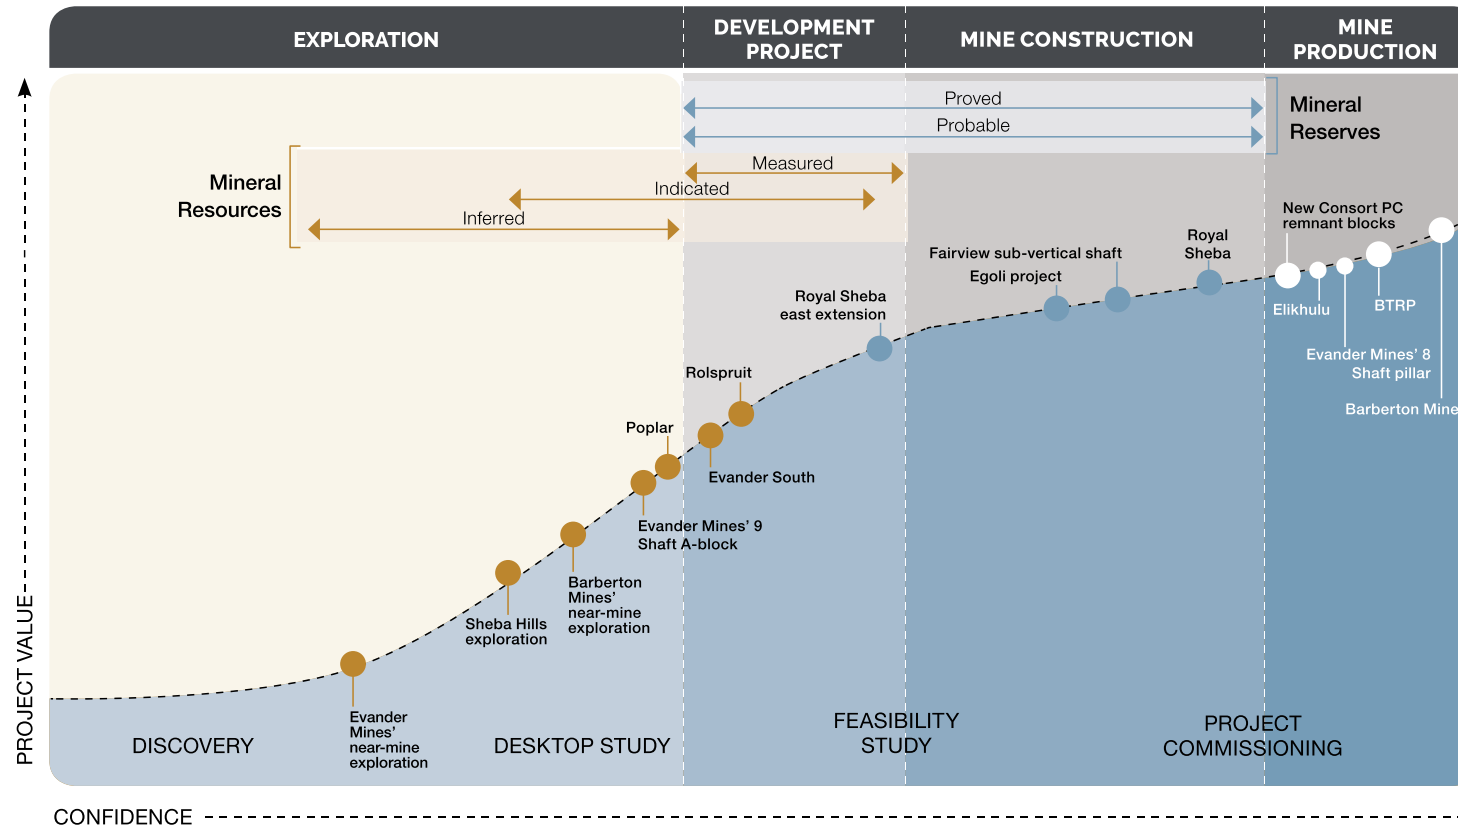 EXPLORATION
DEVELOPMENT
PROJECT
MINE CONSTRUCTION
MINE
PRODUCTION
Proved
Probable
Mineral
Reserves
Measured
Indicated
Inferred
Mineral
Resources
New Consort PC
remnant blocks
Royal
Sheba
Fairview sub-vertical shaft
Egoli project
Royal Sheba
east extension
Elikhulu
BTRP
Evander Mines’ 8
Shaft pillar
Barberton Mine
Rolspruit
Poplar
Evander South
Evander Mines’ 9
Shaft A-block
Barberton
Mines’
near-mine
exploration
Sheba Hills
exploration
Evander
Mines’
near-mine
exploration
DISCOVERY
DESKTOP STUDY
FEASIBILITY
STUDY
PROJECT
COMMISSIONING
PROJECT VALUE
CONFIDENCE